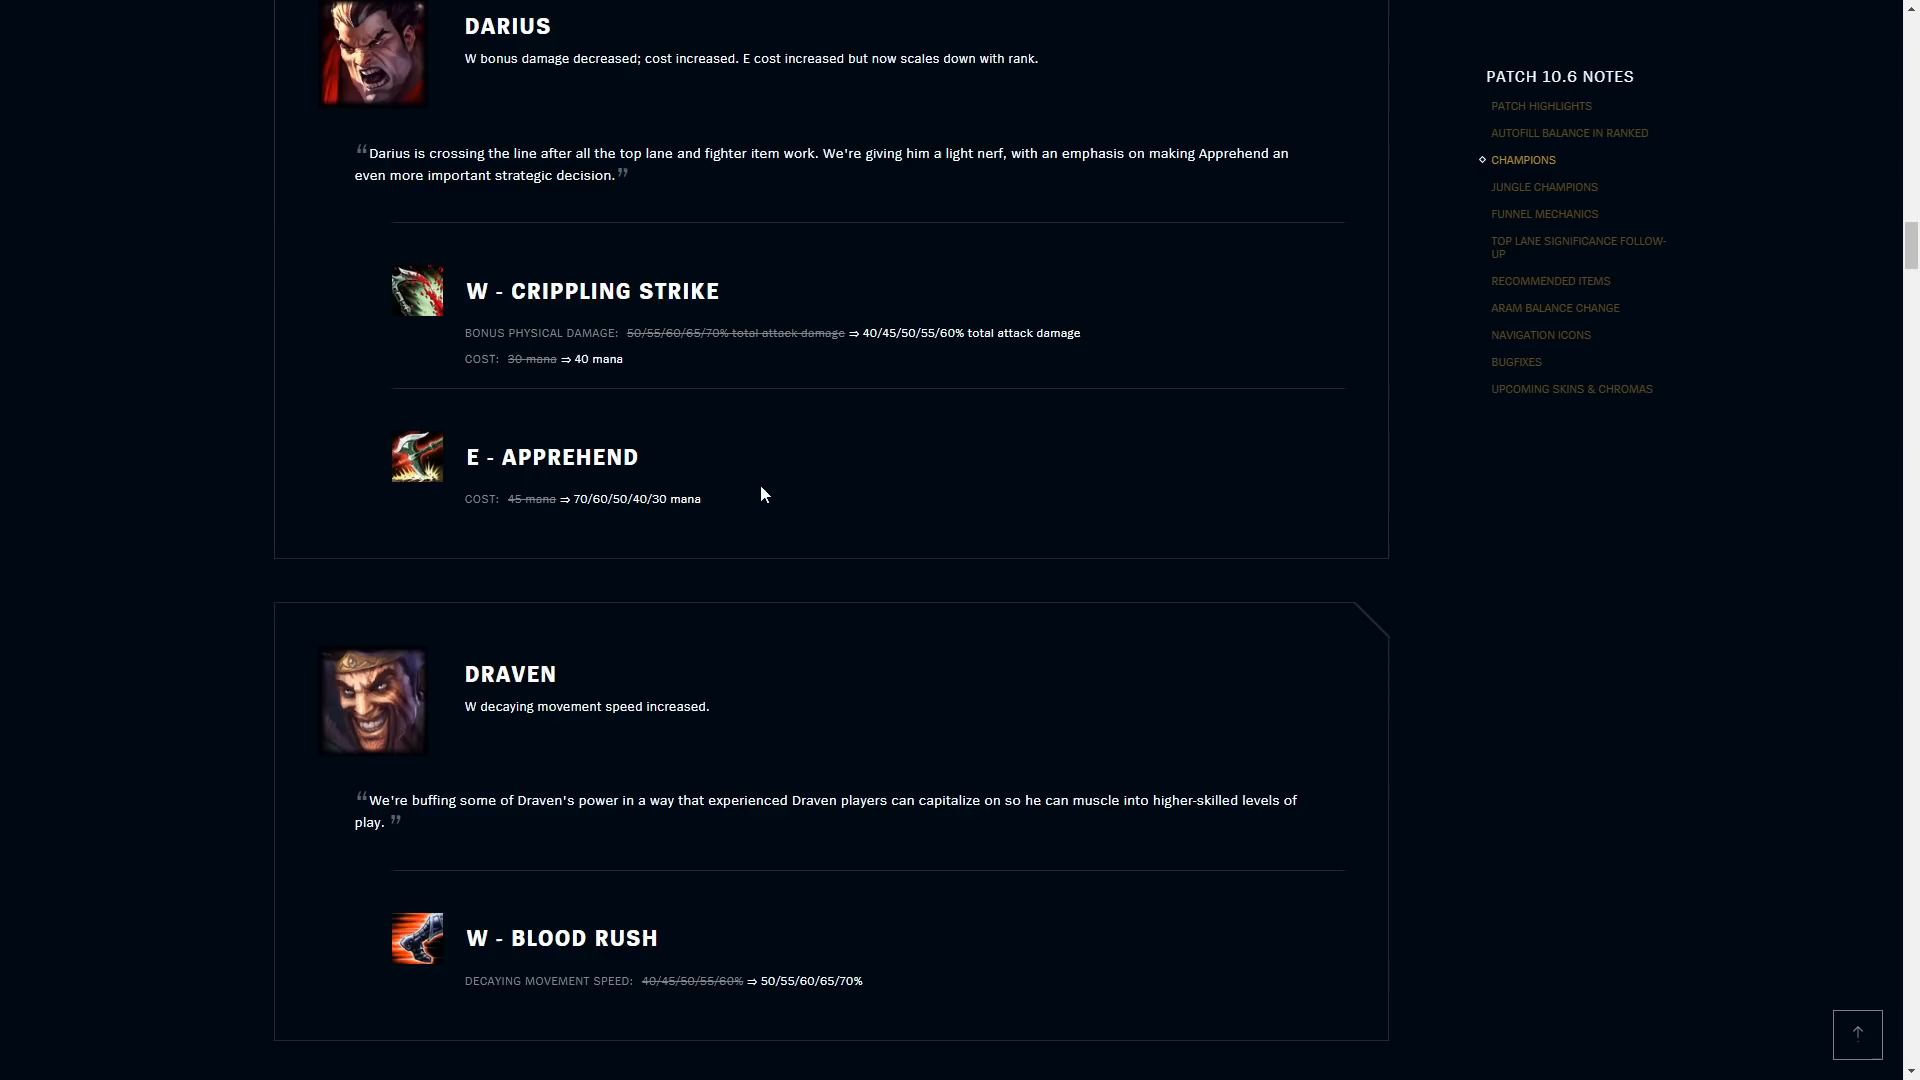 DARIUS
W bonus damage decreased; cost increased. E cost increased but now scales down with rank.
“Darius is crossing the line after all the top lane and fighter item work. We're giving him a light nerf, with an emphasis on making Apprehend an
even more important strategic decision.”
W - CRIPPLING STRIKE
BONUS PHYSICAL DAMAGE: 50/55/60/65/70% total attack damage ⇒ 40/45/50/55/60% total attack damage
COST: 30 mana ⇒ 40 mana
E - APPREHEND
COST: 45 mana ⇒ 70/60/50/40/30 mana
DRAVEN
W decaying movement speed increased.
“We're buffing some of Draven's power in a way that experienced Draven players can capitalize on so he can muscle into higher-skilled levels of
play. ”
W - BLOOD RUSH
DECAYING MOVEMENT SPEED: 40/45/50/55/60% ⇒ 50/55/60/65/70%
PATCH 10.6 NOTES
PATCH HIGHLIGHTS
AUTOFILL BALANCE IN RANKED
CHAMPIONS
JUNGLE CHAMPIONS
FUNNEL MECHANICS
TOP LANE SIGNIFICANCE FOLLOW-
UP
RECOMMENDED ITEMS
ARAM BALANCE CHANGE
NAVIGATION ICONS
BUGFIXES
UPCOMING SKINS & CHROMAS